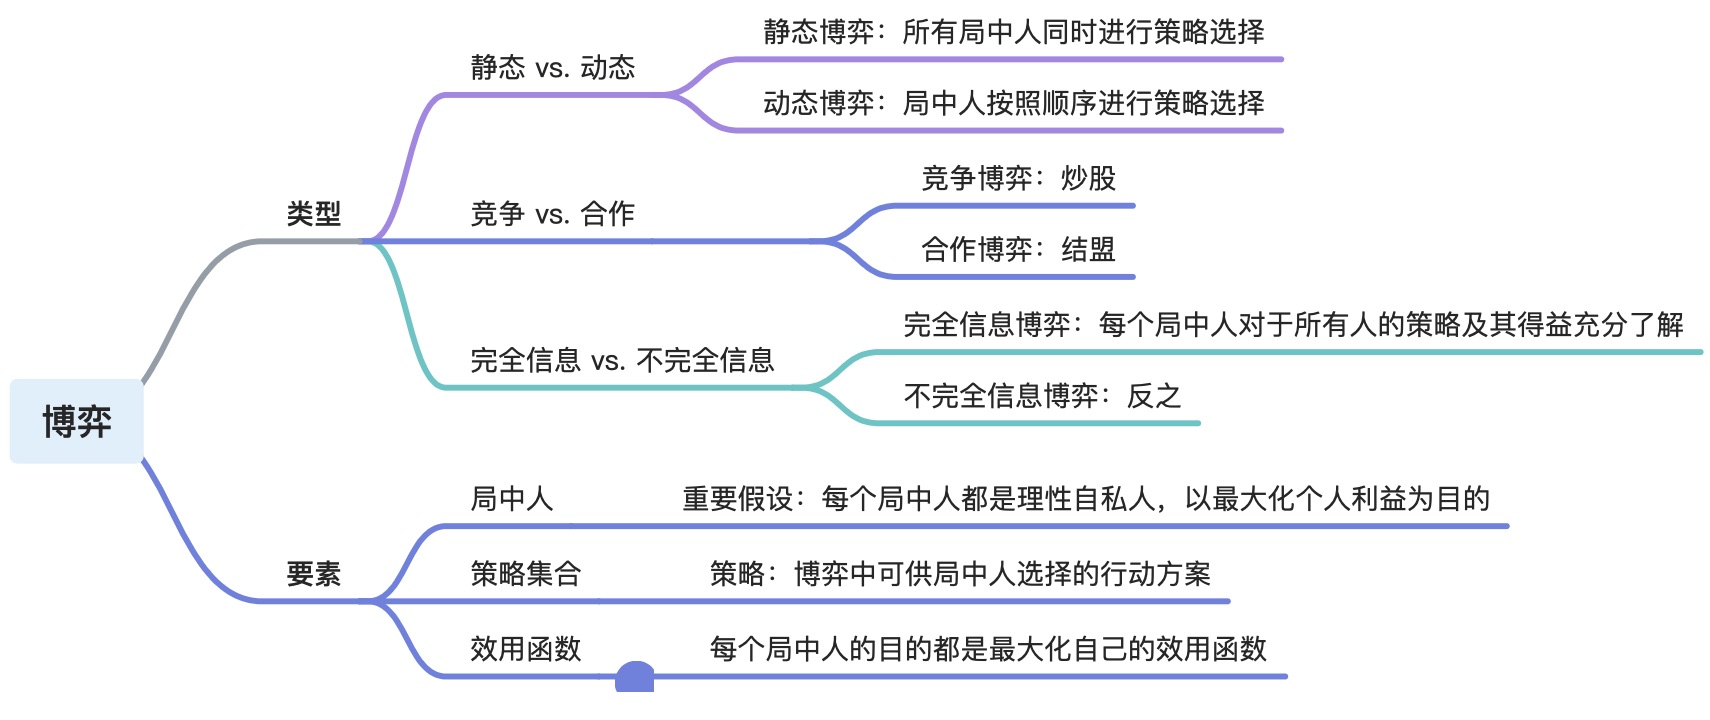 静态博弈：所有局中人同时进行策略选择
静态 vs. 动态
动态博弈：局中人按照顺序进行策略选择
竞争博弈：炒股
类型
竞争 vs. 合作
合作博弈：结盟
完全信息博弈：每个局中人对于所有人的策略及其得益充分了解
完全信息 vs. 不完全信息
不完全信息博弈：反之
博弈
局中人
重要假设：每个局中人都是理性自私人，以最大化个人利益为目的
要素
策略集合
策略：博弈中可供局中人选择的行动方案
效用函数
每个局中人的目的都是最大化自己的效用函数